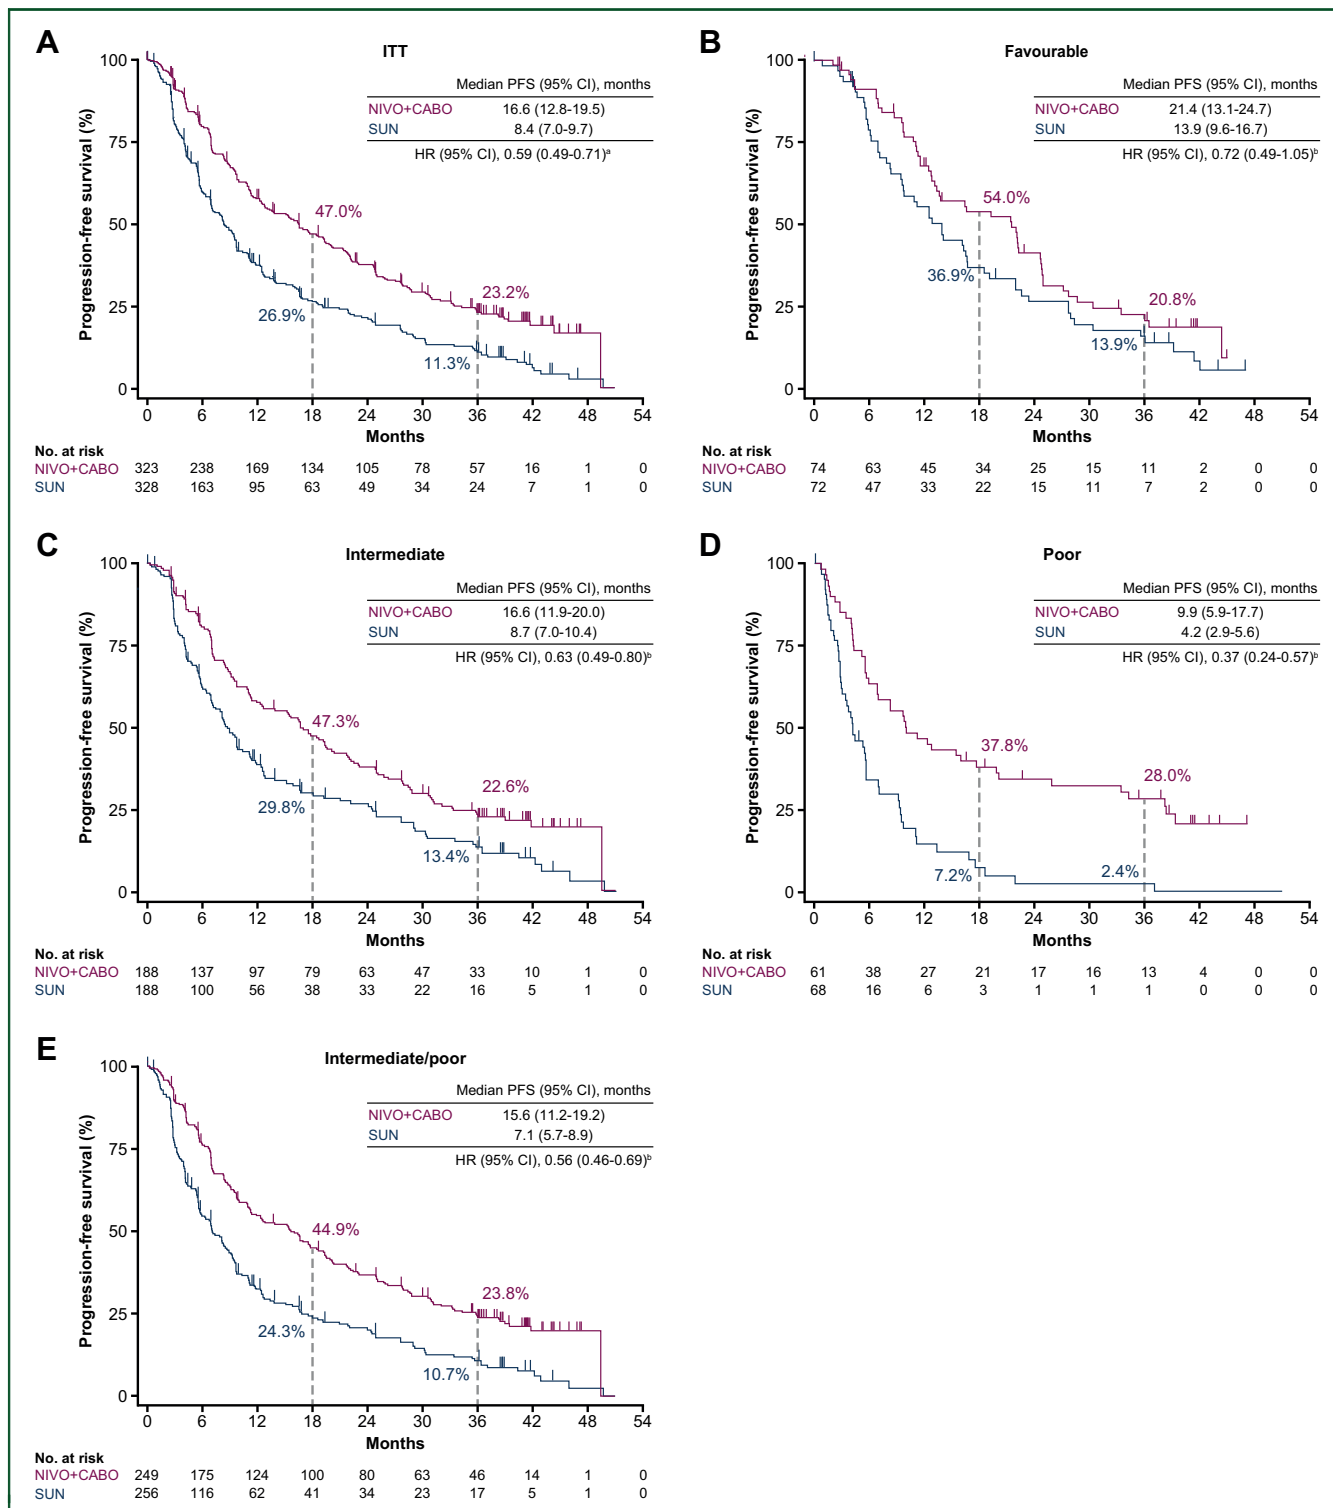 A
ITT
Median PFS (95% CI), months
NIVO+CABO 16.6 (12.8-19.5)
SUN 8.4 (7.0-9.7)
HR (95% CI), 0.59 (0.49-0.71)ᵃ
Progression-free survival (%)
100
75
50
25
0
47.0%
23.2%
26.9%
11.3%
0 6 12 18 24 30 36 42 48 54
Months
No. at risk
NIVO+CABO 323 238 169 134 105 78 57 16 1 0
SUN 328 163 95 63 49 34 24 7 1 0
B
Favourable
Median PFS (95% CI), months
NIVO+CABO 21.4 (13.1-24.7)
SUN 13.9 (9.6-16.7)
HR (95% CI), 0.72 (0.49-1.05)ᵇ
Progression-free survival (%)
100
75
50
25
0
54.0%
36.9%
20.8%
13.9%
0 6 12 18 24 30 36 42 48 54
Months
No. at risk
NIVO+CABO 74 63 45 34 25 15 11 2 0 0
SUN 72 47 33 22 15 11 7 2 0 0
C
Intermediate
Median PFS (95% CI), months
NIVO+CABO 16.6 (11.9-20.0)
SUN 8.7 (7.0-10.4)
HR (95% CI), 0.63 (0.49-0.80)ᵇ
Progression-free survival (%)
100
75
50
25
0
47.3%
22.6%
29.8%
13.4%
0 6 12 18 24 30 36 42 48 54
Months
No. at risk
NIVO+CABO 188 137 97 79 63 47 33 10 1 0
SUN 188 100 56 38 33 22 16 5 1 0
D
Poor
Median PFS (95% CI), months
NIVO+CABO 9.9 (5.9-17.7)
SUN 4.2 (2.9-5.6)
HR (95% CI), 0.37 (0.24-0.57)ᵇ
Progression-free survival (%)
100
75
50
25
0
37.8%
28.0%
7.2%
2.4%
0 6 12 18 24 30 36 42 48 54
Months
No. at risk
NIVO+CABO 61 38 27 21 17 16 13 4 0 0
SUN 68 16 6 3 1 1 1 0 0 0
E
Intermediate/poor
Median PFS (95% CI), months
NIVO+CABO 15.6 (11.2-19.2)
SUN 7.1 (5.7-8.9)
HR (95% CI), 0.56 (0.46-0.69)ᵇ
Progression-free survival (%)
100
75
50
25
0
44.9%
23.8%
24.3%
10.7%
0 6 12 18 24 30 36 42 48 54
Months
No. at risk
NIVO+CABO 249 175 124 100 80 63 46 14 1 0
SUN 256 116 62 41 34 23 17 5 1 0